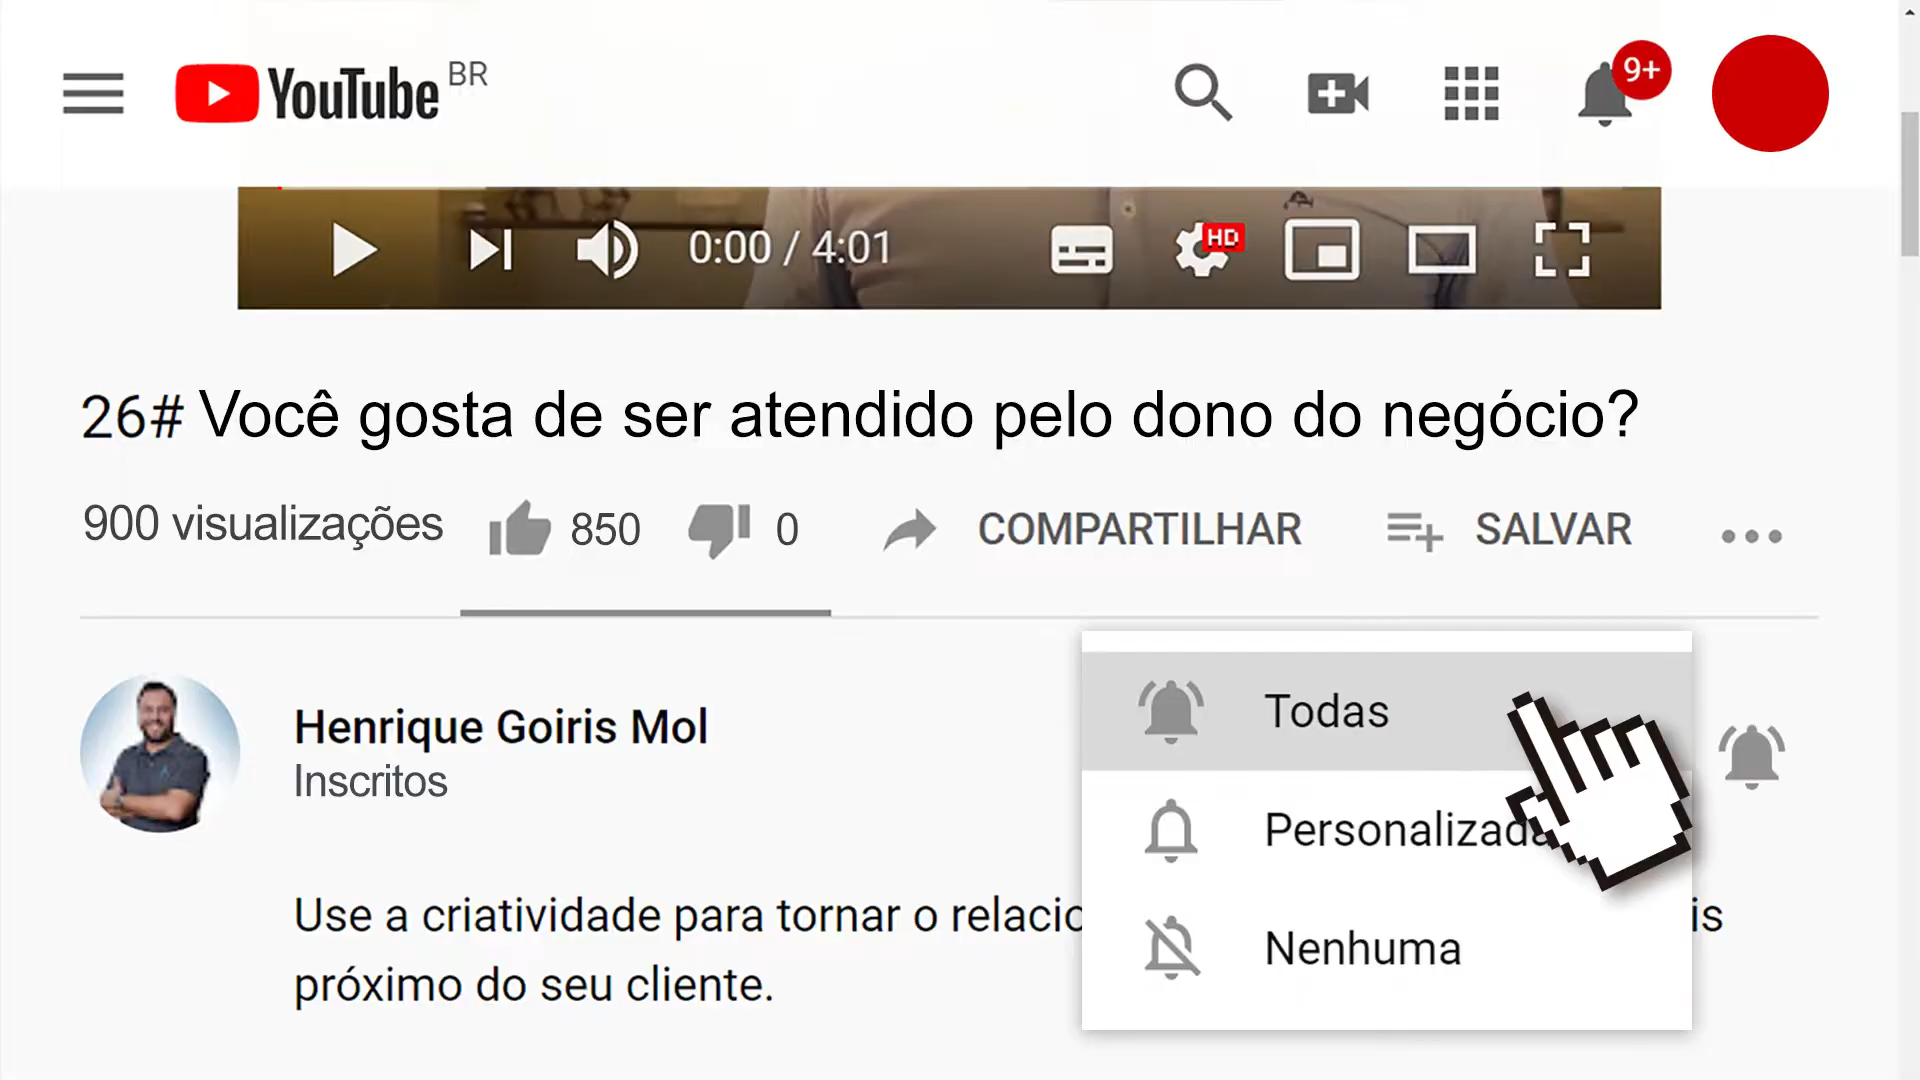 YouTube BR
9+
0:00 / 4:01
HD
26# Você gosta de ser atendido pelo dono do negócio?
900 visualizações 850 0 COMPARTILHAR SALVAR
Henrique Goiris Mol
Inscritos
Todas
Nenhuma
Use a criatividade para tornar o
próximo do seu cliente.